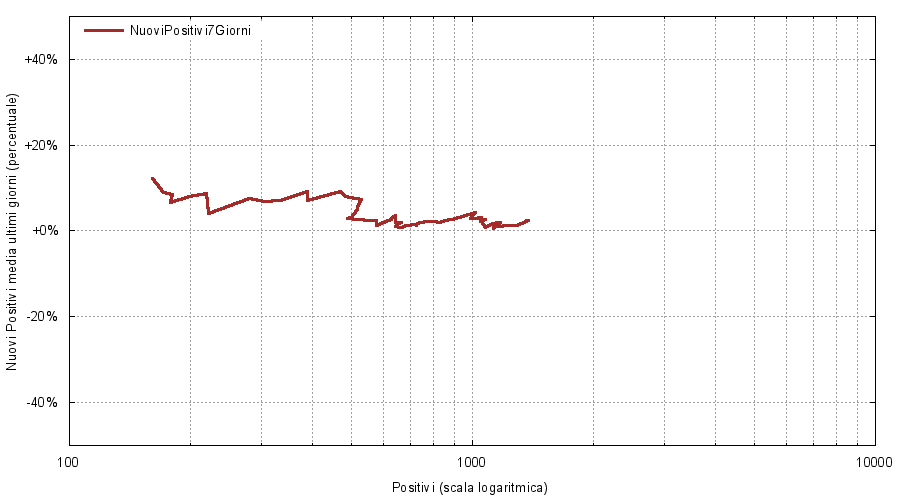 NuoviPositivi7Giorni
+40%
+20%
+0%
-20%
-40%
Nuovi Positivi media ultimi giorni (percentuale)
100
1000
10000
Positivi (scala logaritmica)